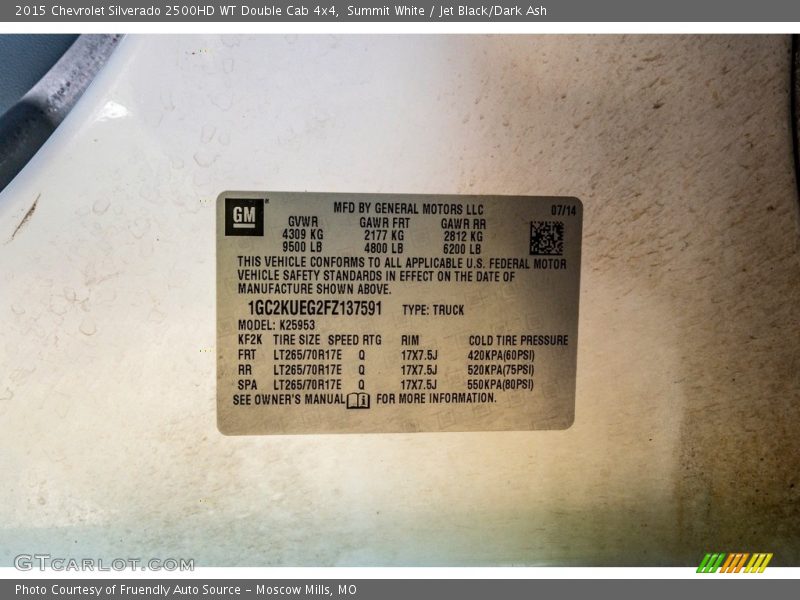 2015 Chevrolet Silverado 2500HD WT Double Cab 4x4, Summit White / Jet Black/Dark Ash
GM
MFD BY GENERAL MOTORS LLC 07/14
GVWR GAWR FRT GAWR RR
4309 KG 2177 KG 2812 KG
9500 LB 4800 LB 6200 LB
THIS VEHICLE CONFORMS TO ALL APPLICABLE U.S. FEDERAL MOTOR
VEHICLE SAFETY STANDARDS IN EFFECT ON THE DATE OF
MANUFACTURE SHOWN ABOVE.
1GC2KUEG2FZ137591 TYPE: TRUCK
MODEL: K25953
KF2K TIRE SIZE SPEED RTG RIM COLD TIRE PRESSURE
FRT LT265/70R17E Q 17X7.5J 420KPA(60PSI)
RR LT265/70R17E Q 17X7.5J 520KPA(75PSI)
SPA LT265/70R17E Q 17X7.5J 550KPA(80PSI)
SEE OWNER'S MANUAL FOR MORE INFORMATION.
GTCARLOT.COM
Photo Courtesy of Fruendly Auto Source - Moscow Mills, MO